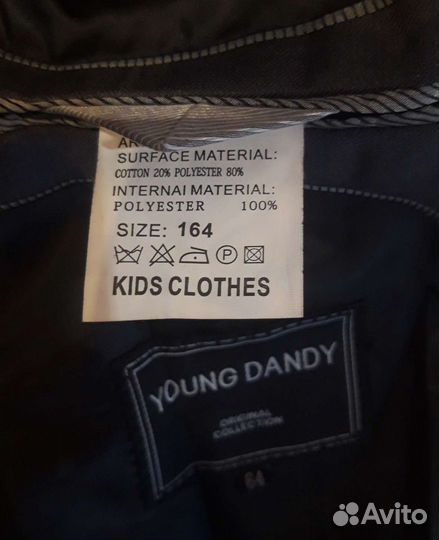 SURFACE MATERIAL:
COTTON 20% POLYESTER 80%
INTERNAI MATERIAL:
POLYESTER 100%
SIZE: 164
P
KIDS CLOTHES
YOUNG DANDY
ORIGINAL
COLLECTION
64
Avito